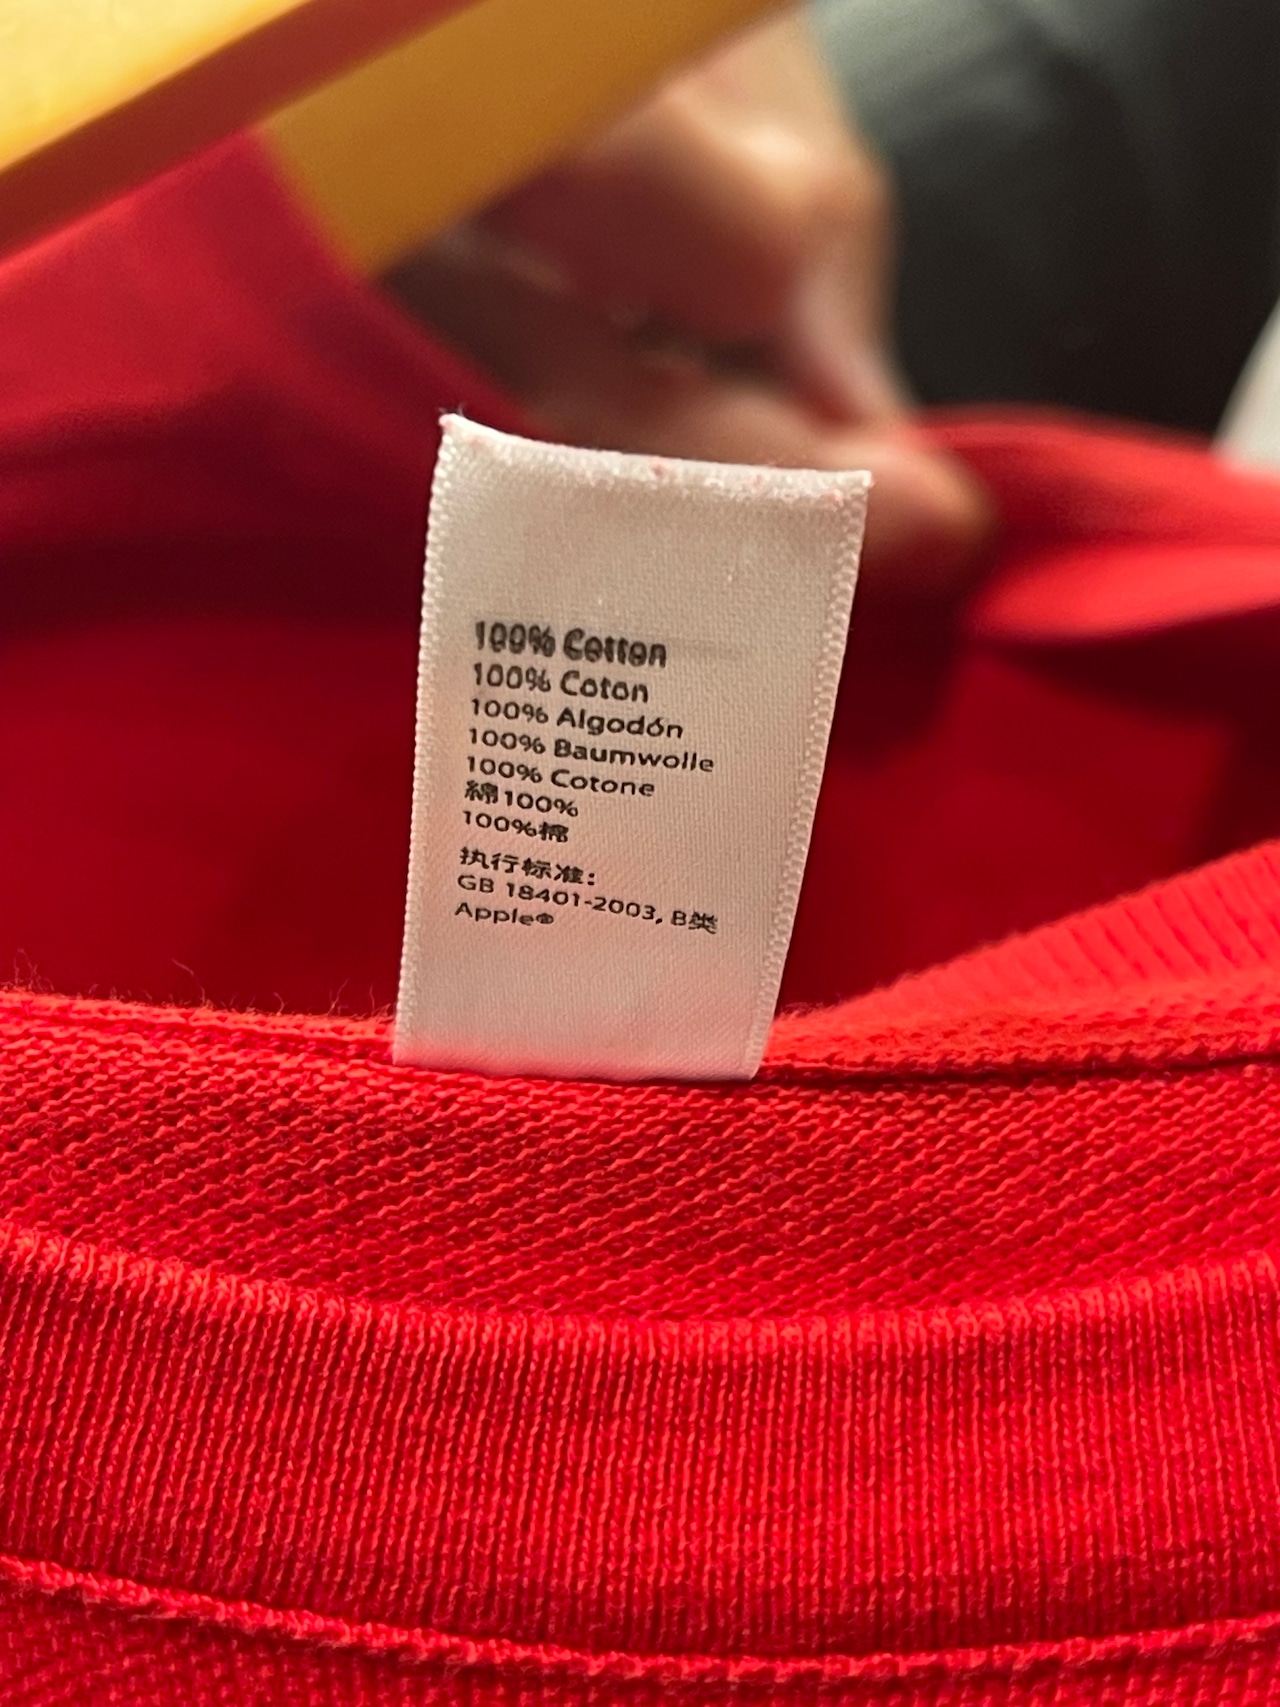 100% Cotton
100% Coton
100% Algodón
100% Baumwolle
100% Cotone
綿100%
100%棉
执行标准:
GB 18401-2003, B类
Apple®